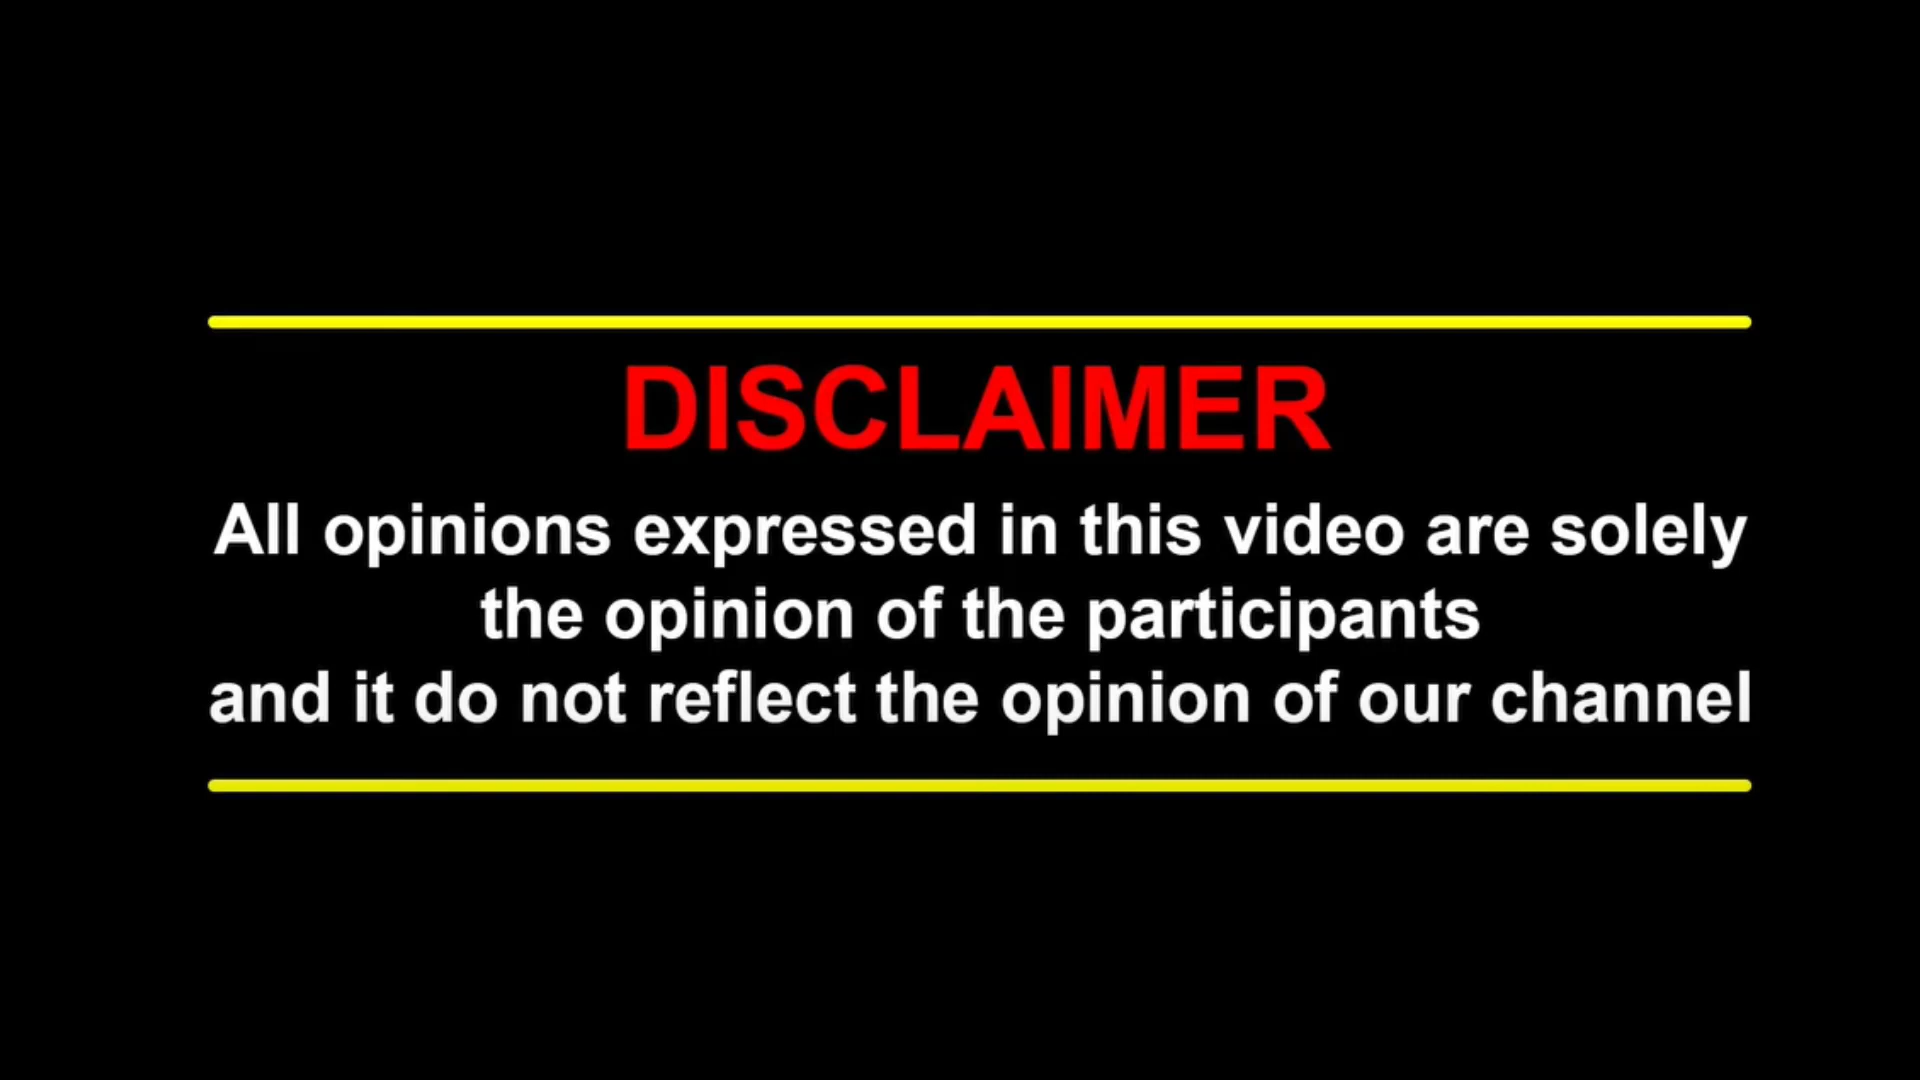 DISCLAIMER
All opinions expressed in this video are solely
the opinion of the participants
and it do not reflect the opinion of our channel